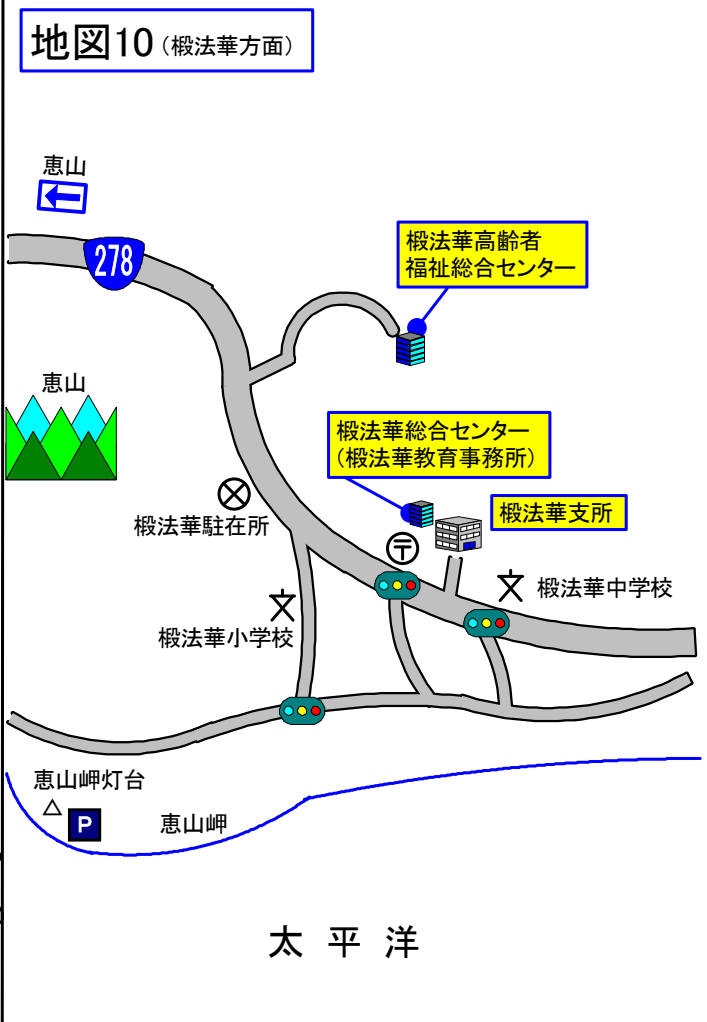 地図10(椴法華方面)
恵山
278
椴法華高齢者
福祉総合センター
恵山
椴法華総合センター
(椴法華教育事務所)
椴法華支所
椴法華駐在所
椴法華中学校
椴法華小学校
恵山岬灯台
P
恵山岬
太平洋